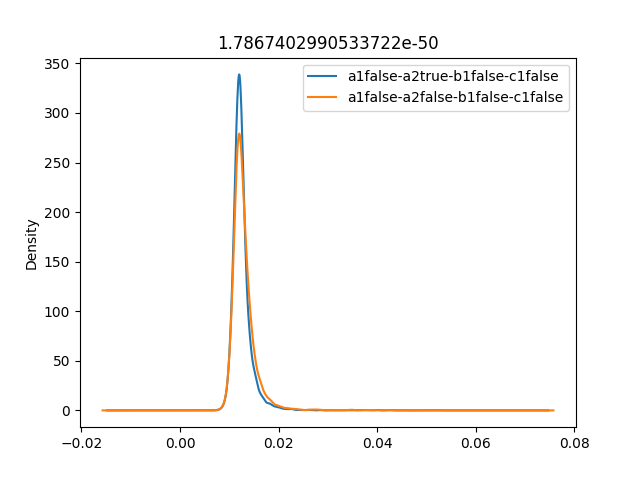 1.7867402990533722e-50
a1false-a2true-b1false-c1false
a1false-a2false-b1false-c1false
Density
350
300
250
200
150
100
50
0
−0.02 0.00 0.02 0.04 0.06 0.08